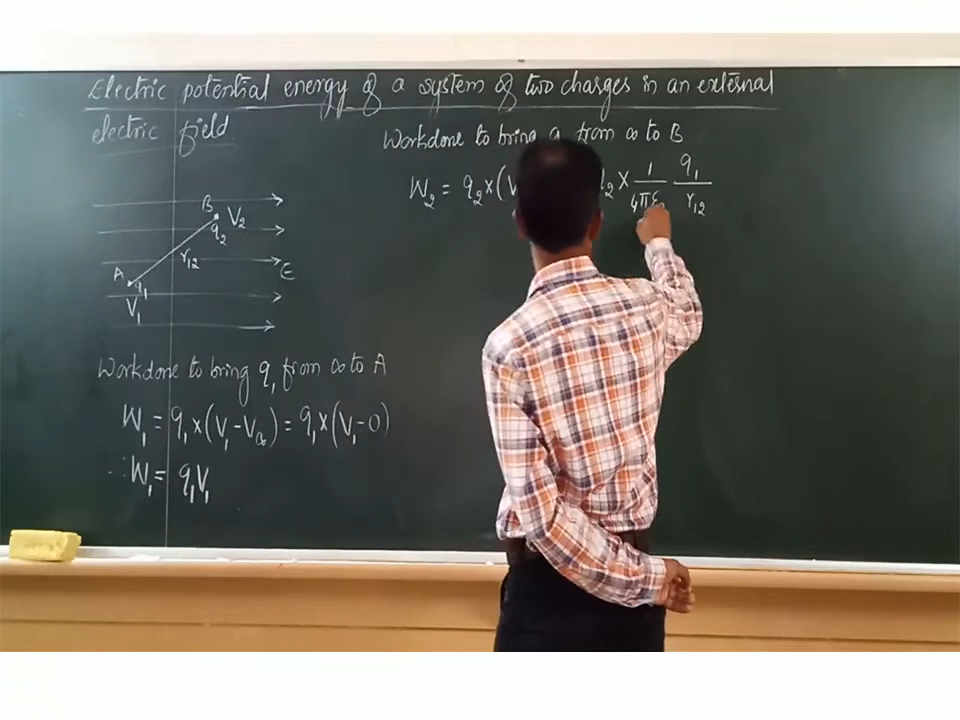 Electric potential energy of a system of two charges in an external
electric field.
B V₂
q₂
r₁₂
A q₁
E
V₁
Workdone to bring q₁ from ∞ to A
W₁ = q₁×(V₁-V∞) = q₁×(V₁-0)
∴ W₁ = q₁V₁
Workdone to bring q from ∞ to B
W₂ = q₂×(V ₂× 1/4πε q₁/r₁₂